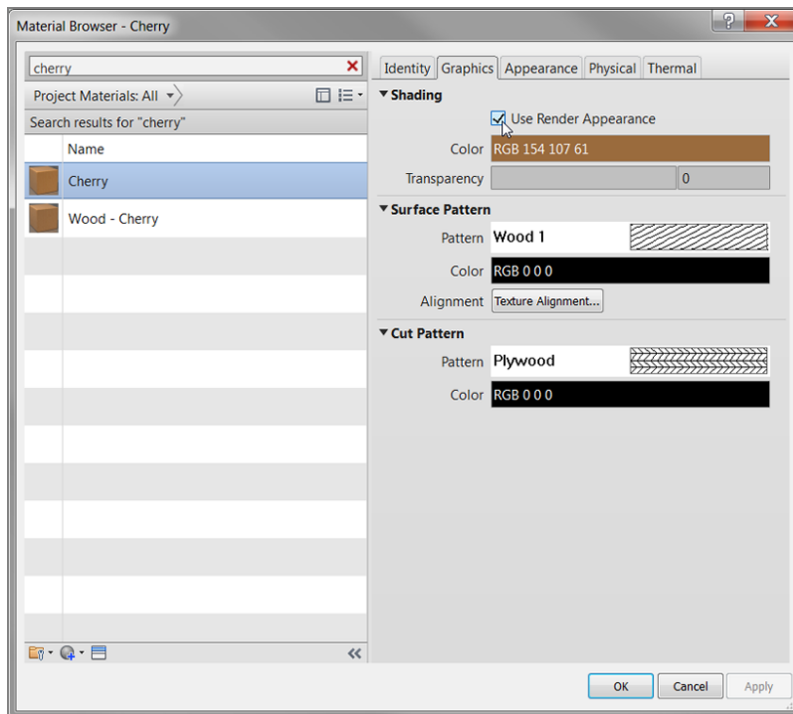 Material Browser - Cherry
?
X
cherry
Project Materials: All
Search results for "cherry"
Name
Cherry
Wood - Cherry
Identity Graphics Appearance Physical Thermal
Shading
Use Render Appearance
Color RGB 154 107 61
Transparency 0
Surface Pattern
Pattern Wood 1
Color RGB 0 0 0
Alignment Texture Alignment...
Cut Pattern
Pattern Plywood
Color RGB 0 0 0
OK Cancel Apply